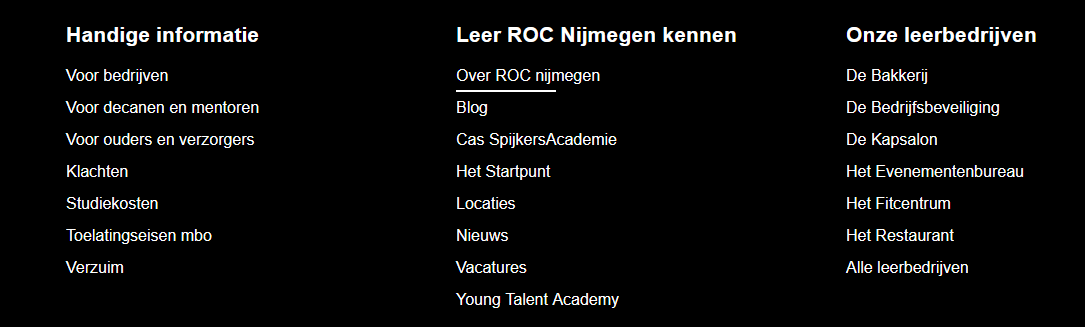 Handige informatie
Voor bedrijven
Voor decanen en mentoren
Voor ouders en verzorgers
Klachten
Studiekosten
Toelatingseisen mbo
Verzuim
Leer ROC Nijmegen kennen
Over ROC nijmegen
Blog
Cas SpijkersAcademie
Het Startpunt
Locaties
Nieuws
Vacatures
Young Talent Academy
Onze leerbedrijven
De Bakkerij
De Bedrijfsbeveiliging
De Kapsalon
Het Evenementenbureau
Het Fitcentrum
Het Restaurant
Alle leerbedrijven